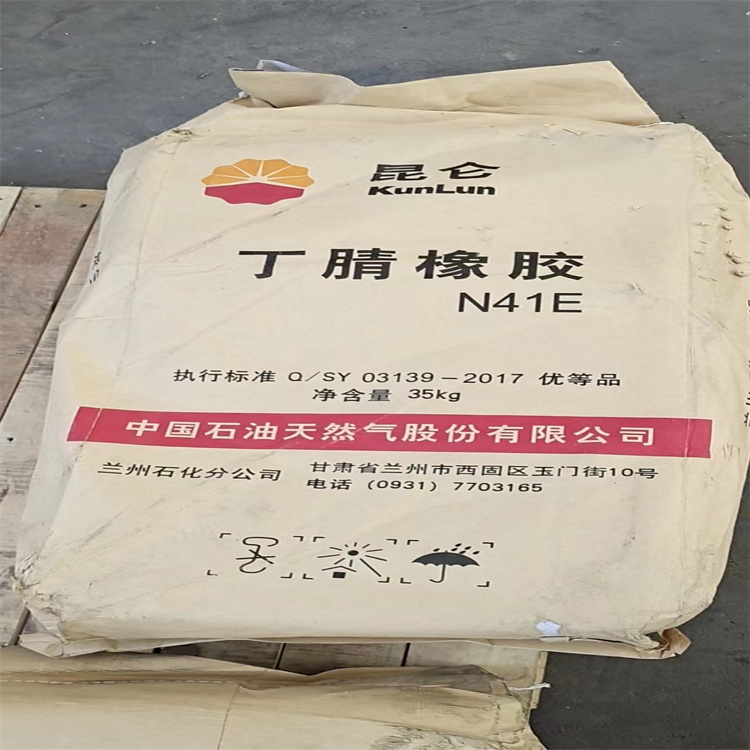 昆仑
KunLun
丁腈橡胶
N41E
执行标准 Q/SY 03139-2017 优等品
净含量 35kg
中国石油天然气股份有限公司
兰州石化分公司 甘肃省兰州市西固区玉门街10号
电话 (0931) 7703165